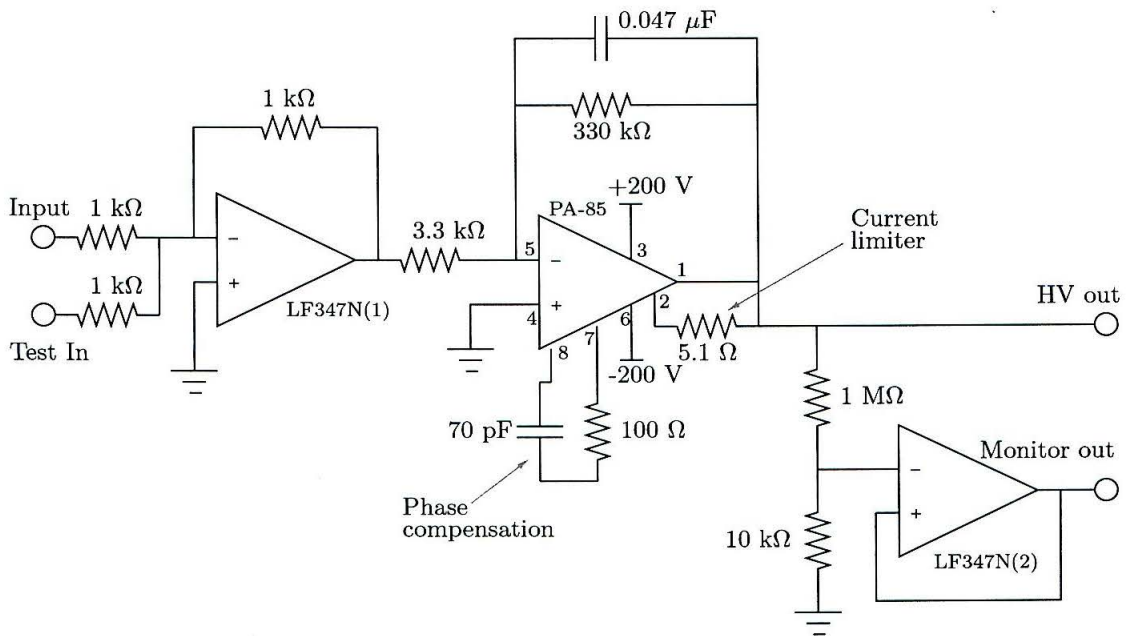 0.047 μF
330 kΩ
1 kΩ
Input
1 kΩ
−
+
LF347N(1)
1 kΩ
Test In
3.3 kΩ
PA-85
+200 V
5
−
3
1
+
4
2
6
7
8
-200 V
5.1 Ω
Current
limiter
HV out
70 pF
100 Ω
Phase
compensation
1 MΩ
Monitor out
−
+
10 kΩ
LF347N(2)